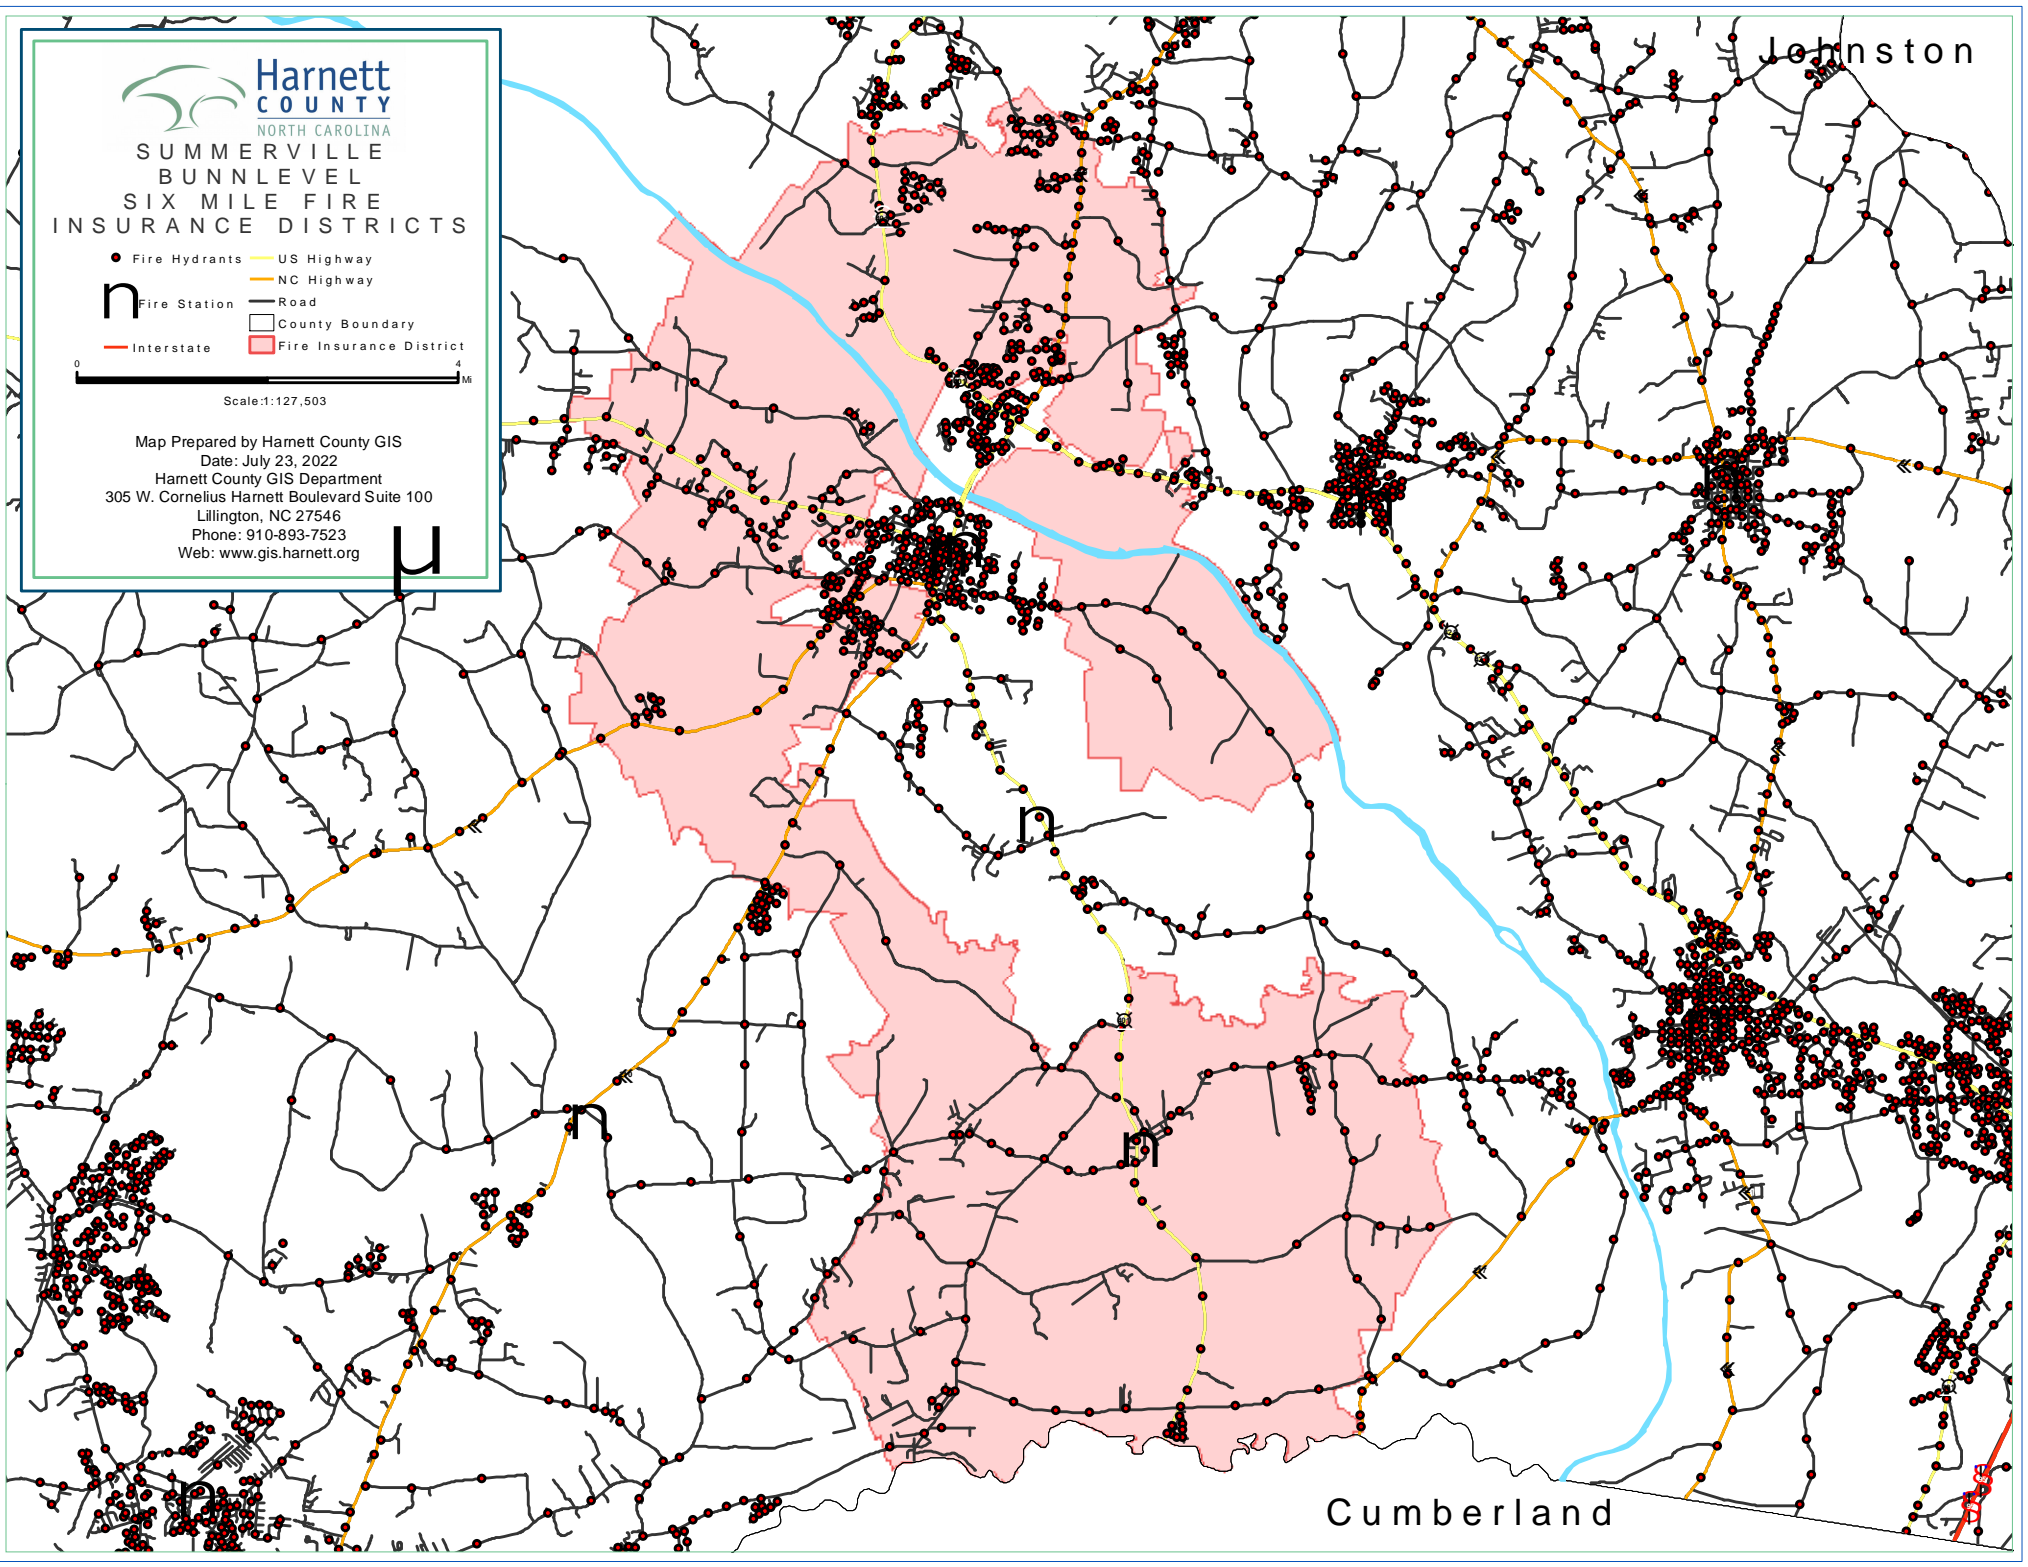 Harnett
COUNTY
NORTH CAROLINA
SUMMERVILLE
BUNNLEVEL
SIX MILE FIRE
INSURANCE DISTRICTS
Fire Hydrants
n Fire Station
Interstate
US Highway
NC Highway
Road
County Boundary
Fire Insurance District
0 4
Mi
Scale:1:127,503
Map Prepared by Harnett County GIS
Date: July 23, 2022
Harnett County GIS Department
305 W. Cornelius Harnett Boulevard Suite 100
Lillington, NC 27546
Phone: 910-893-7523
Web: www.gis.harnett.org
µ
Johnston
n
n
n
n
n
n
Cumberland